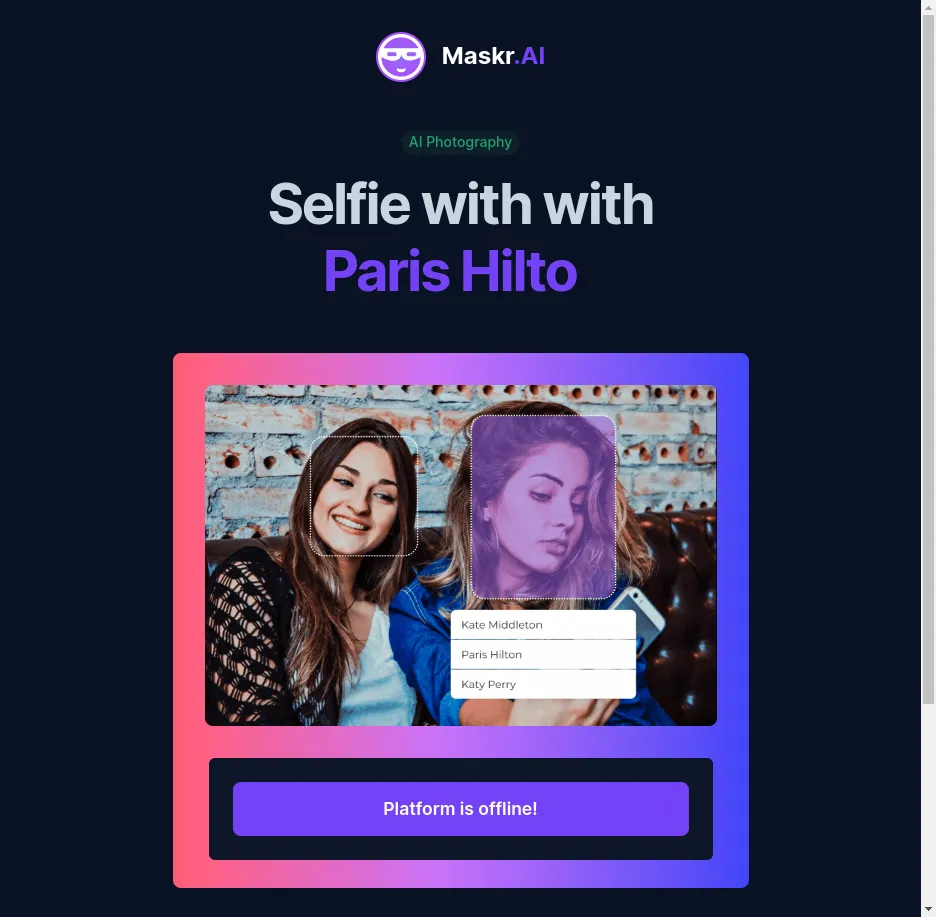 Maskr.AI
AI Photography
Selfie with with
Paris Hilto
Kate Middleton
Paris Hilton
Katy Perry
Platform is offline!